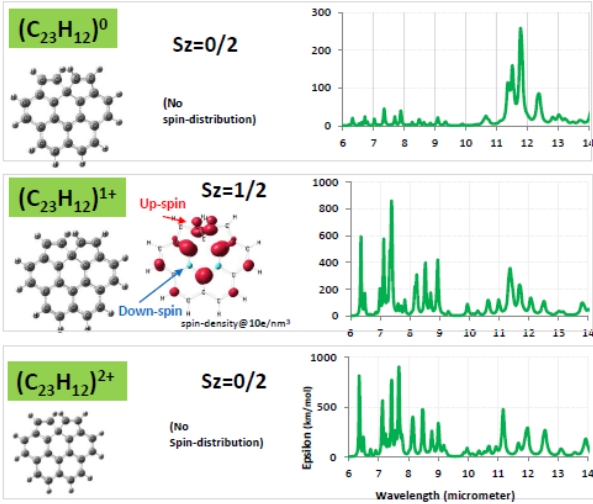 (C23H12)0
Sz=0/2
(No
spin-distribution)
300
200
100
0
6 7 8 9 10 11 12 13 14
(C23H12)1+
Sz=1/2
Up-spin
Down-spin
spin-density@10e/nm3
1000
800
600
400
200
0
6 7 8 9 10 11 12 13 14
(C23H12)2+
Sz=0/2
(No
Spin-distribution)
Epsilon (km/mol)
1000
500
0
6 7 8 9 10 11 12 13 14
Wavelength (micrometer)